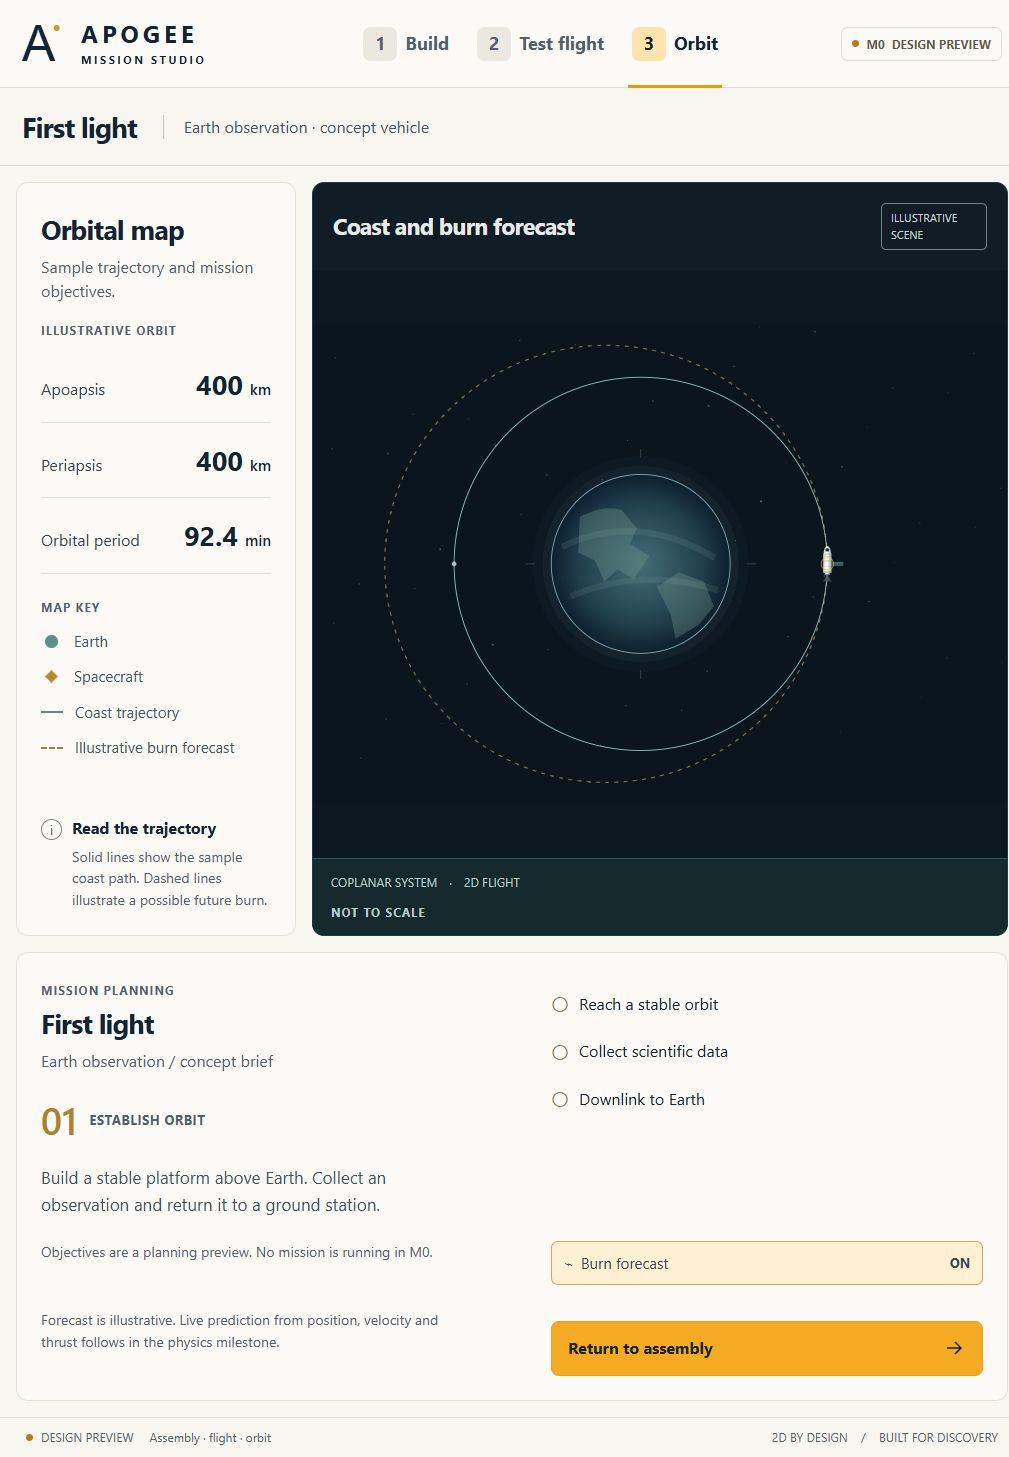 APOGEE
MISSION STUDIO
1 Build
2 Test flight
3 Orbit
M0 DESIGN PREVIEW
First light
Earth observation · concept vehicle
Orbital map
Sample trajectory and mission
objectives.
ILLUSTRATIVE ORBIT
Apoapsis 400 km
Periapsis 400 km
Orbital period 92.4 min
MAP KEY
Earth
Spacecraft
Coast trajectory
Illustrative burn forecast
Read the trajectory
Solid lines show the sample
coast path. Dashed lines
illustrate a possible future burn.
Coast and burn forecast
ILLUSTRATIVE
SCENE
COPLANAR SYSTEM · 2D FLIGHT
NOT TO SCALE
MISSION PLANNING
First light
Earth observation / concept brief
01 ESTABLISH ORBIT
Build a stable platform above Earth. Collect an
observation and return it to a ground station.
Objectives are a planning preview. No mission is running in M0.
Forecast is illustrative. Live prediction from position, velocity and
thrust follows in the physics milestone.
Reach a stable orbit
Collect scientific data
Downlink to Earth
Burn forecast ON
Return to assembly →
DESIGN PREVIEW Assembly · flight · orbit
2D BY DESIGN / BUILT FOR DISCOVERY